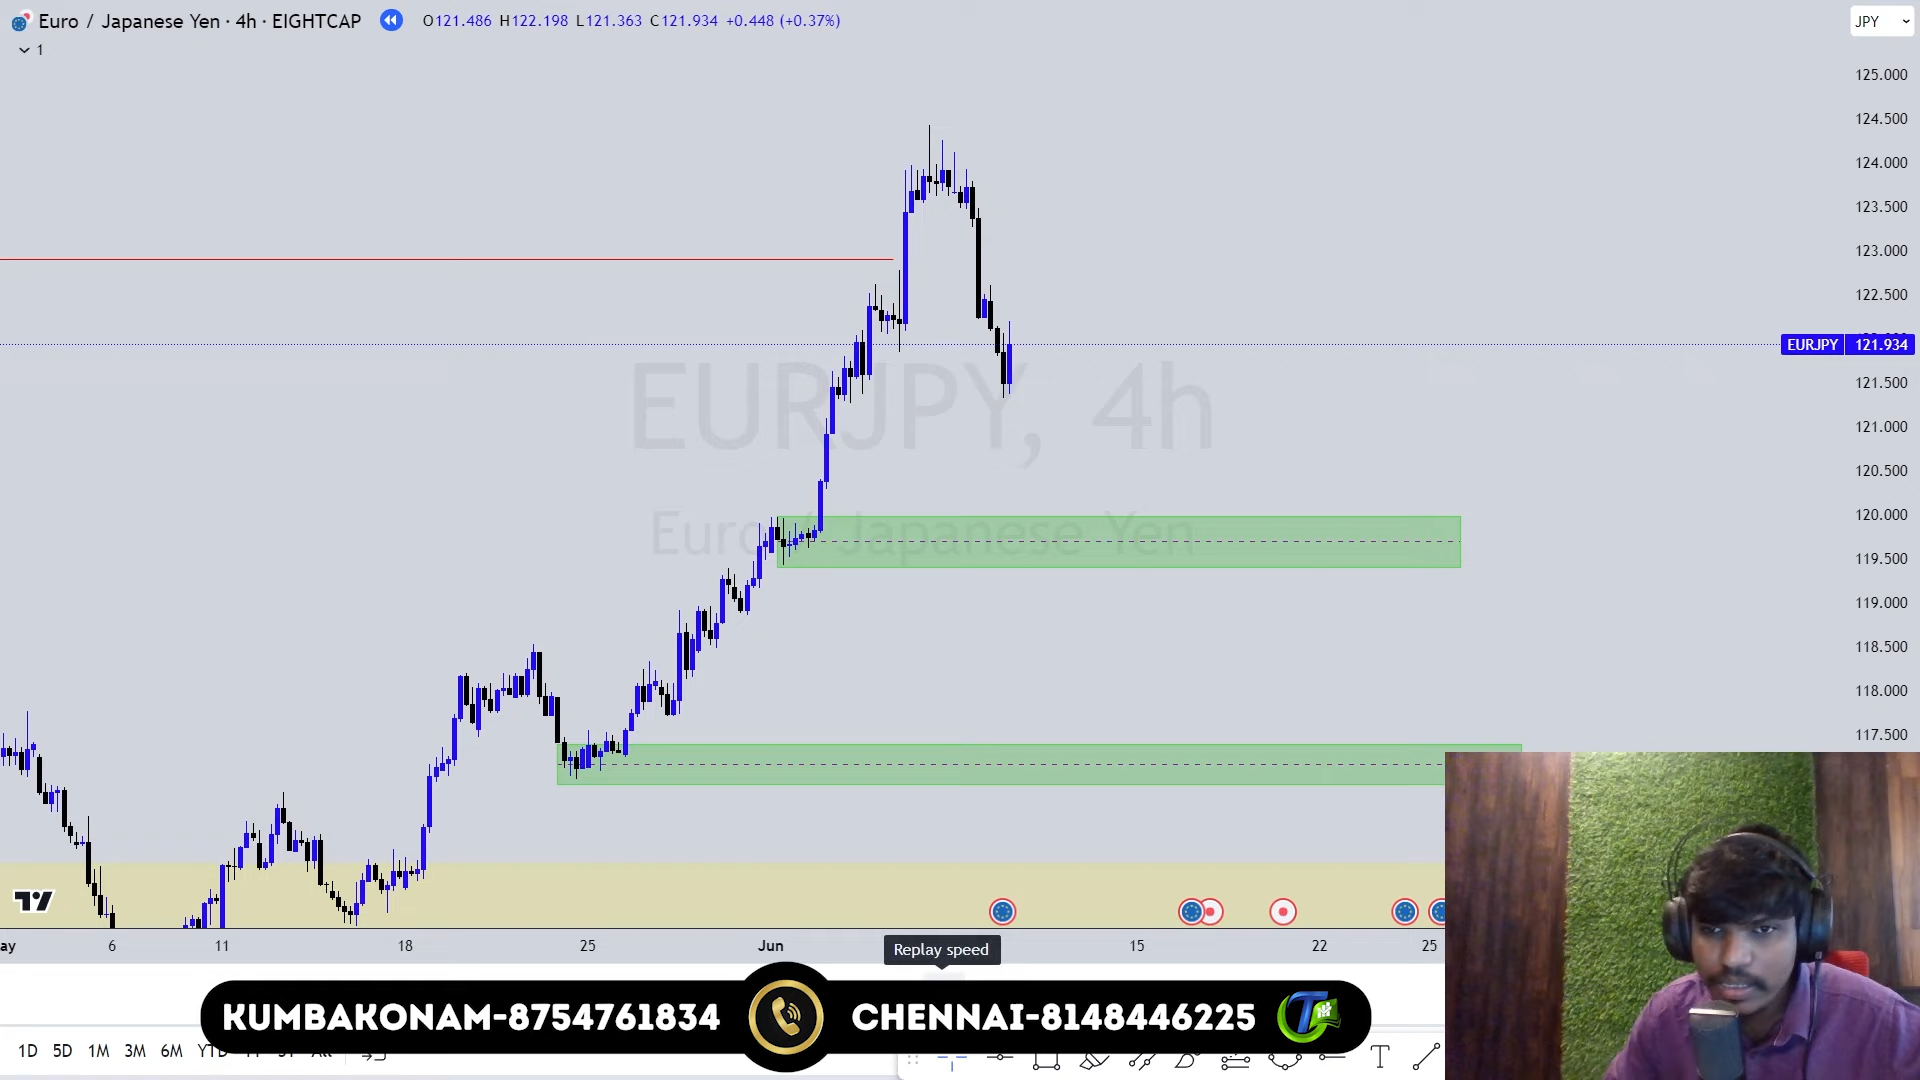 Euro / Japanese Yen · 4h · EIGHTCAP O121.486 H122.198 L121.363 C121.934 +0.448 (+0.37%)
JPY
1
125.000
124.500
124.000
123.500
123.000
122.500
EURJPY 121.934
121.500
121.000
120.500
120.000
119.500
119.000
118.500
118.000
117.500
EURJPY, 4h
Euro / Japanese Yen
6 11 18 25 Jun 15 22 25
Replay speed
KUMBAKONAM-8754761834 CHENNAI-8148446225
1D 5D 1M 3M 6M